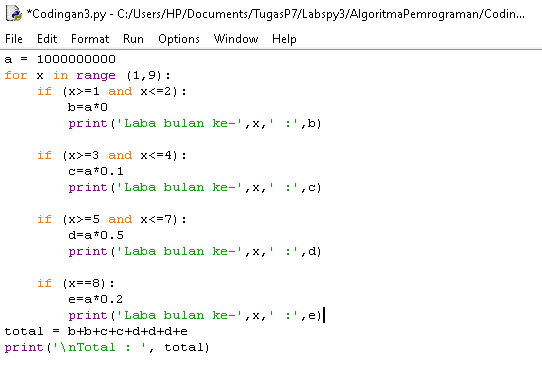 *Codingan3.py - C:/Users/HP/Documents/TugasP7/Labspy3/AlgoritmaPemrograman/Codin...
File Edit Format Run Options Window Help
a = 1000000000
for x in range (1,9):
    if (x>=1 and x<=2):
        b=a*0
        print('Laba bulan ke-',x,' :',b)

    if (x>=3 and x<=4):
        c=a*0.1
        print('Laba bulan ke-',x,' :',c)

    if (x>=5 and x<=7):
        d=a*0.5
        print('Laba bulan ke-',x,' :',d)

    if (x==8):
        e=a*0.2
        print('Laba bulan ke-',x,' :',e)
total = b+b+c+c+d+d+d+e
print('\nTotal : ', total)